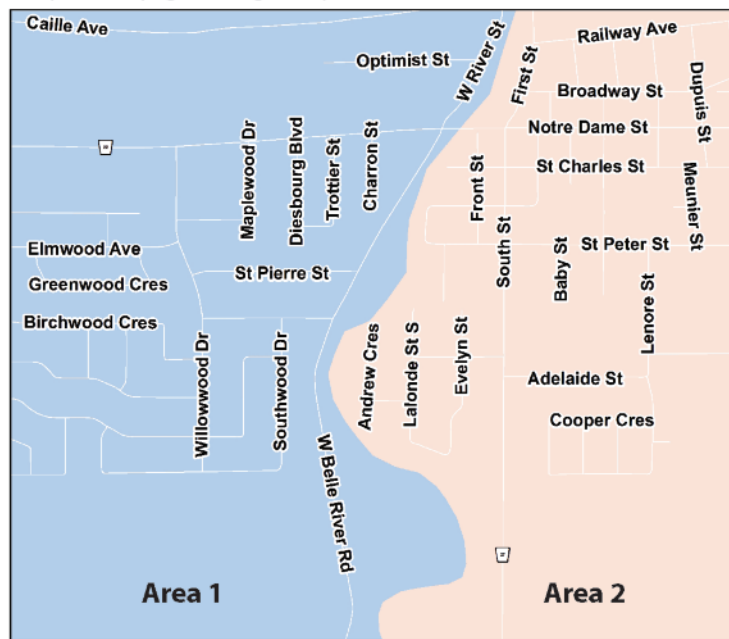 Caille Ave
Optimist St
W River St
First St
Railway Ave
Broadway St
Dupuis St
Notre Dame St
Maplewood Dr
Diesbourg Blvd
Trottier St
Charron St
St Charles St
Front St
Meunier St
South St
Elmwood Ave
St Peter St
Baby St
St Pierre St
Greenwood Cres
Birchwood Cres
Lenore St
Willowwood Dr
Southwood Dr
Andrew Cres
Lafonde St S
Evelyn St
Adelaide St
Cooper Cres
W Belle River Rd
Area 1
Area 2